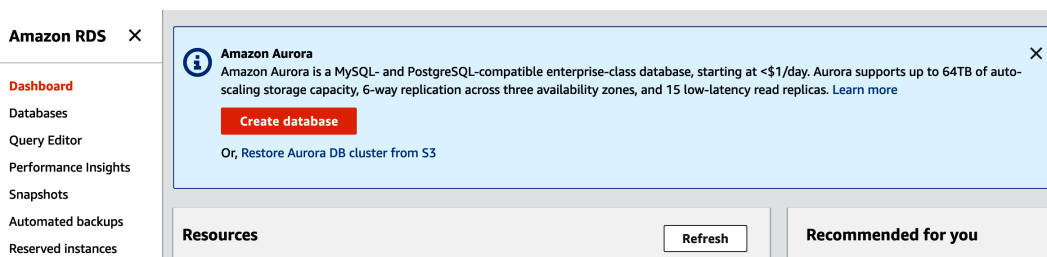 Amazon RDS
Dashboard
Databases
Query Editor
Performance Insights
Snapshots
Automated backups
Reserved instances
Amazon Aurora
Amazon Aurora is a MySQL- and PostgreSQL-compatible enterprise-class database, starting at <$1/day. Aurora supports up to 64TB of auto-
scaling storage capacity, 6-way replication across three availability zones, and 15 low-latency read replicas. Learn more
Create database
Or, Restore Aurora DB cluster from S3
Resources
Refresh
Recommended for you